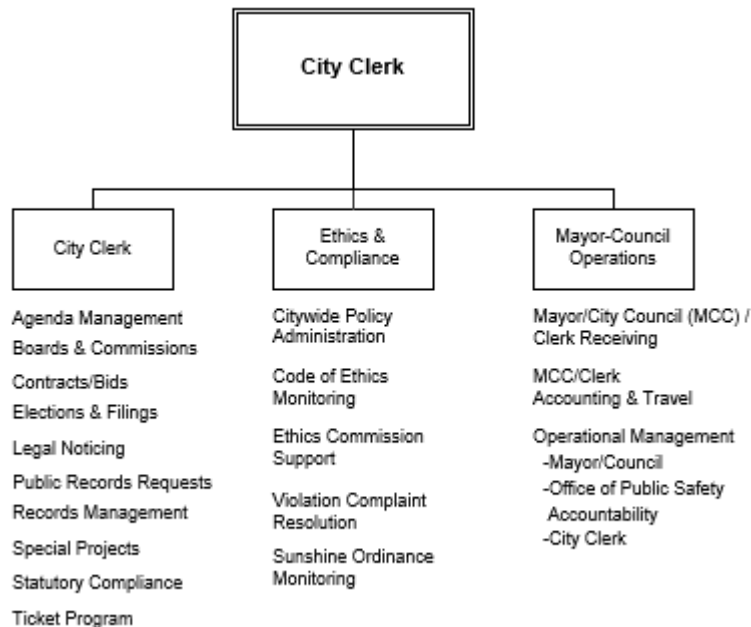 City Clerk
City Clerk
Agenda Management
Boards & Commissions
Contracts/Bids
Elections & Filings
Legal Noticing
Public Records Requests
Records Management
Special Projects
Statutory Compliance
Ticket Program
Ethics &
Compliance
Citywide Policy
Administration
Code of Ethics
Monitoring
Ethics Commission
Support
Violation Complaint
Resolution
Sunshine Ordinance
Monitoring
Mayor-Council
Operations
Mayor/City Council (MCC) /
Clerk Receiving
MCC/Clerk
Accounting & Travel
Operational Management
-Mayor/Council
-Office of Public Safety
Accountability
-City Clerk